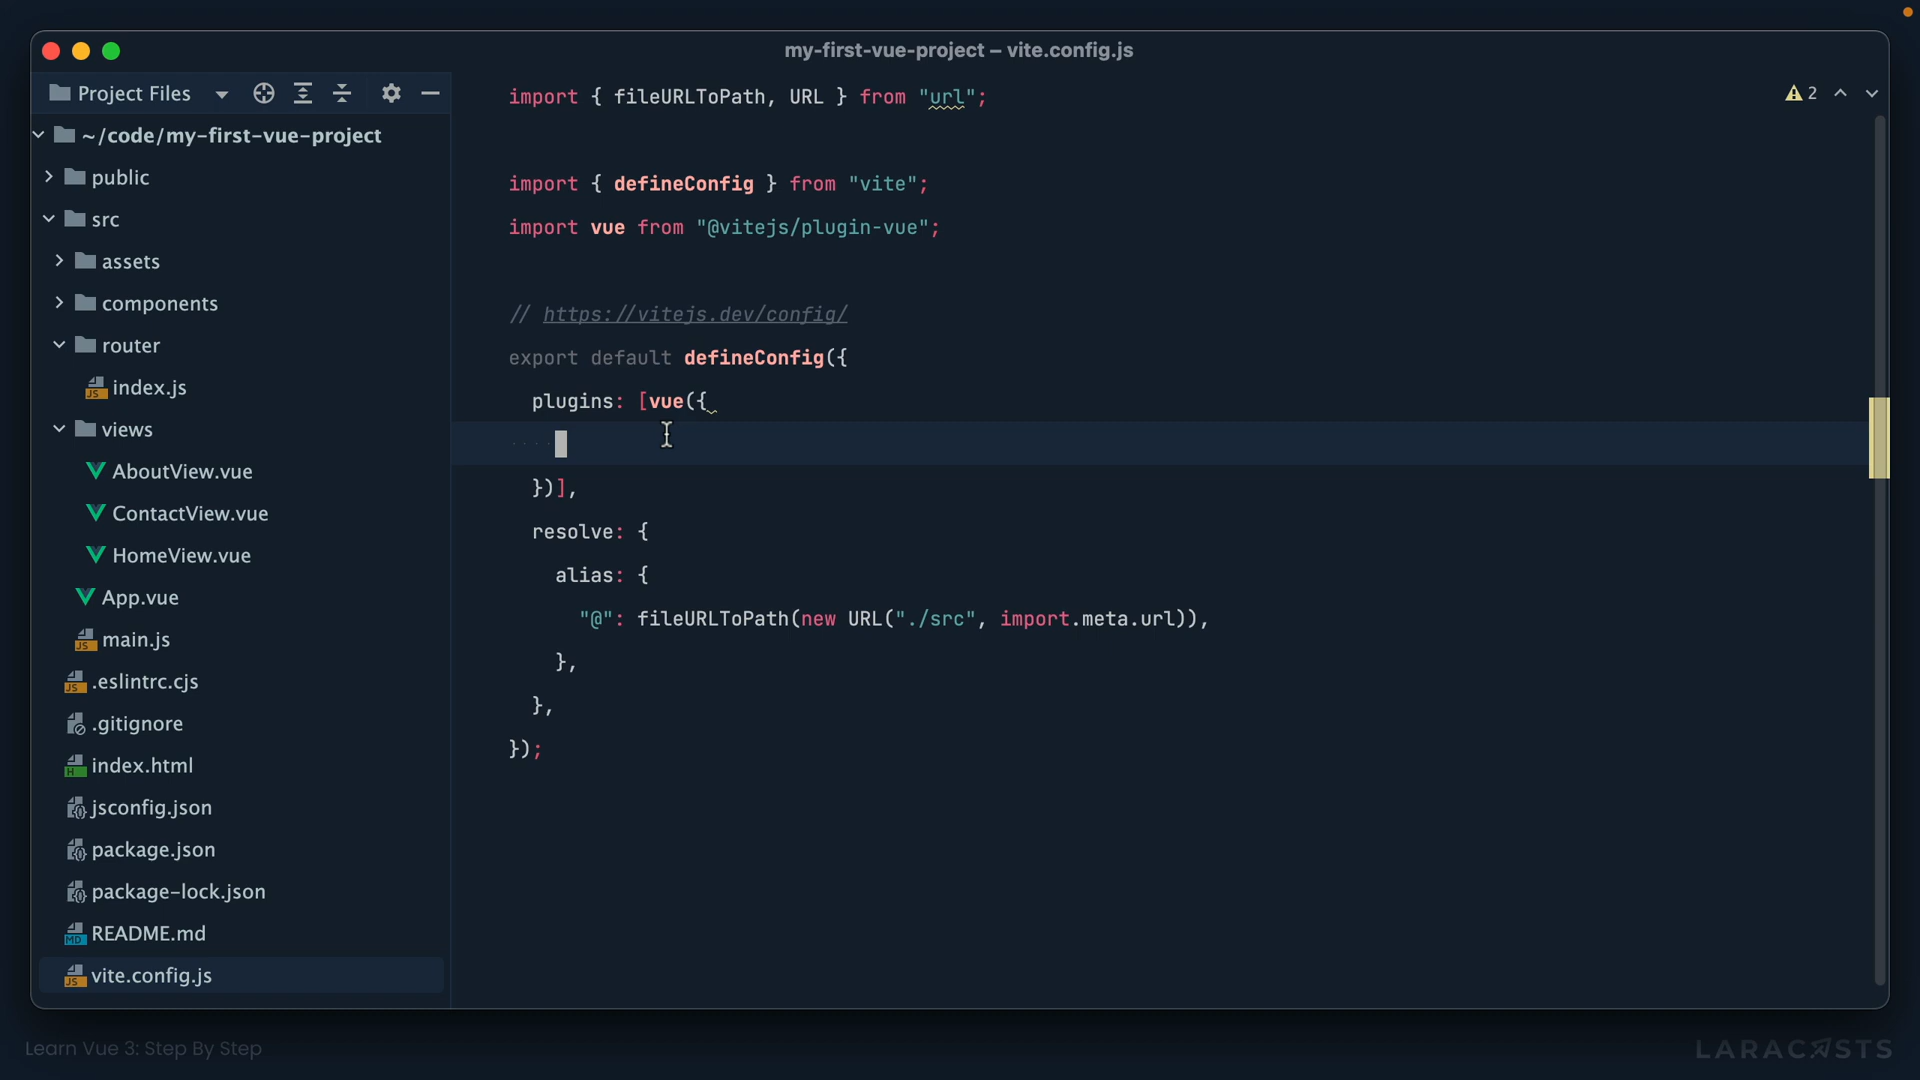 my-first-vue-project – vite.config.js
Project Files
~/code/my-first-vue-project
public
src
assets
components
router
index.js
views
AboutView.vue
ContactView.vue
HomeView.vue
App.vue
main.js
.eslintrc.cjs
.gitignore
index.html
jsconfig.json
package.json
package-lock.json
README.md
vite.config.js
import { fileURLToPath, URL } from "url";
2
import { defineConfig } from "vite";
import vue from "@vitejs/plugin-vue";
// https://vitejs.dev/config/
export default defineConfig({
plugins: [vue({
})],
resolve: {
alias: {
"@": fileURLToPath(new URL("./src", import.meta.url)),
},
},
});
Learn Vue 3: Step By Step
LARACASTS